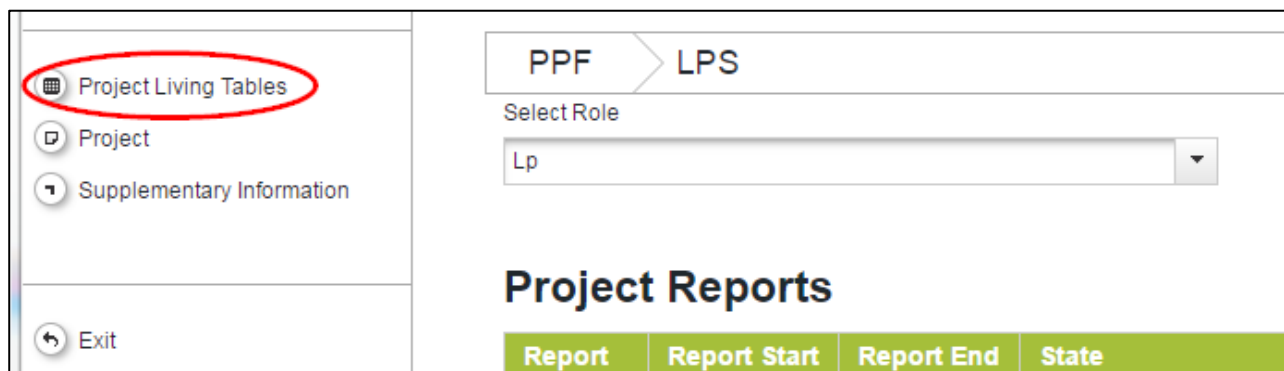 Project Living Tables
Project
Supplementary Information
Exit
PPF LPS
Select Role
Lp
Project Reports
Report Report Start Report End State